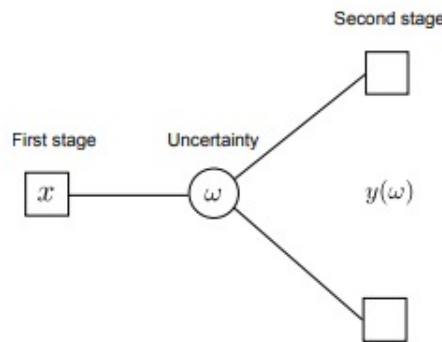 Second stage
First stage
Uncertainty
x
ω
y(ω)